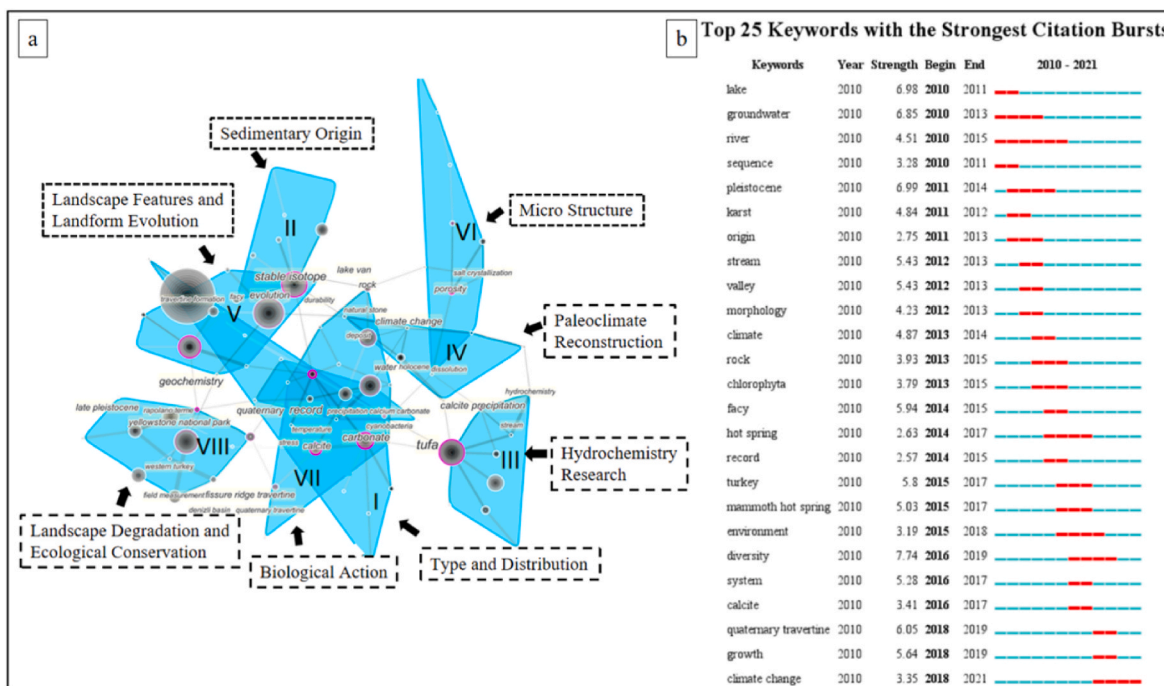 a
Sedimentary Origin
Landscape Features and
Landform Evolution
Micro Structure
Paleoclimate
Reconstruction
Hydrochemistry
Research
Landscape Degradation and
Ecological Conservation
Biological Action
Type and Distribution
II
VI
V
IV
VIII
III
VII
I
stable isotope
lake van
rock
salt crystallization
porosity
travertine formation
facy
evolution
durability
natural stone
climate change
deposit
water
holocene
dissolution
geochemistry
hydrochemistry
late pleistocene
rapolano terme
quaternary
record
precipitation
calcium carbonate
calcite precipitation
yellowstone national park
temperature
cyanobacteria
stream
stress
calcite
carbonate
tufa
western turkey
field measurement
fissure ridge travertine
denizli basin
quaternary travertine
b
Top 25 Keywords with the Strongest Citation Bursts
Keywords Year Strength Begin End 2010 - 2021
lake 2010 6.98 2010 2011
groundwater 2010 6.85 2010 2013
river 2010 4.51 2010 2015
sequence 2010 3.28 2010 2011
pleistocene 2010 6.99 2011 2014
karst 2010 4.84 2011 2012
origin 2010 2.75 2011 2013
stream 2010 5.43 2012 2013
valley 2010 5.43 2012 2013
morphology 2010 4.23 2012 2013
climate 2010 4.87 2013 2014
rock 2010 3.93 2013 2015
chlorophyta 2010 3.79 2013 2015
facy 2010 5.94 2014 2015
hot spring 2010 2.63 2014 2017
record 2010 2.57 2014 2015
turkey 2010 5.8 2015 2017
mammoth hot spring 2010 5.03 2015 2017
environment 2010 3.19 2015 2018
diversity 2010 7.74 2016 2019
system 2010 5.28 2016 2017
calcite 2010 3.41 2016 2017
quaternary travertine 2010 6.05 2018 2019
growth 2010 5.64 2018 2019
climate change 2010 3.35 2018 2021